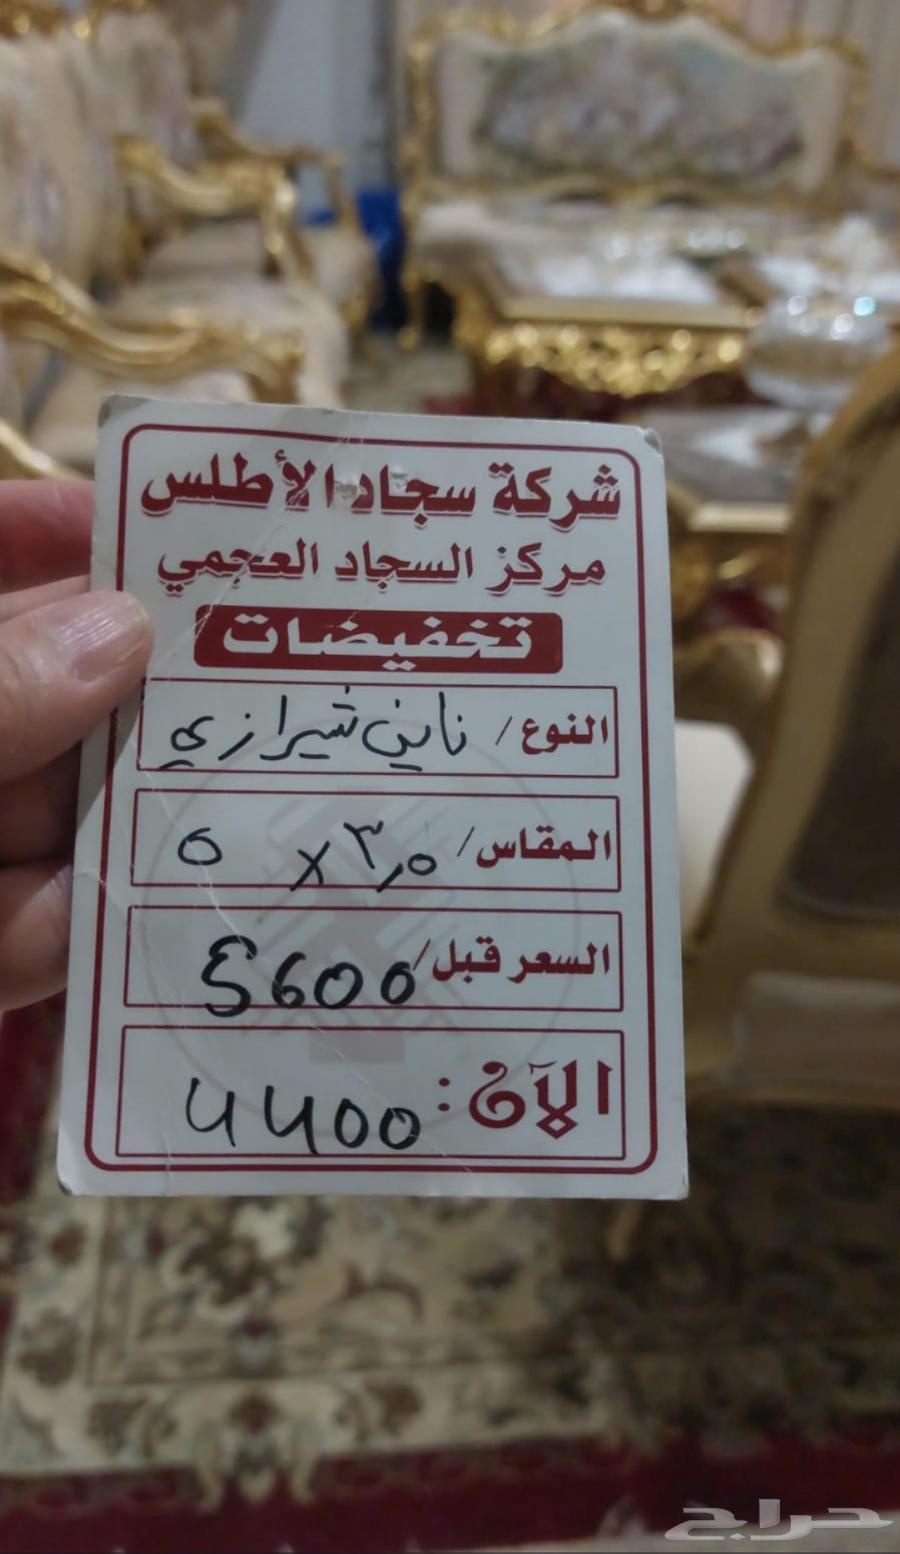 شركة سجاد الأطلس
مركز السجاد العجمي
تخفيضات
النوع / نايني شيرازي
المقاس / ٣,٥ × ٥
السعر قبل / 5600
الآن : 4400
حراج